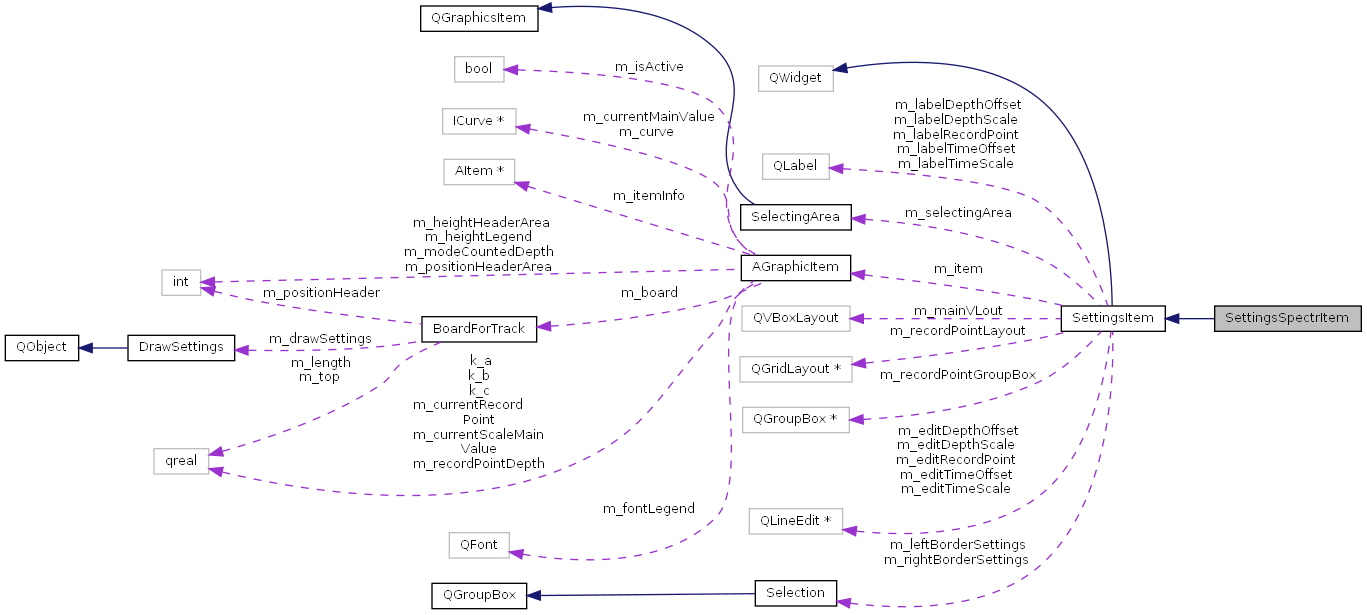 QGraphicsItem
bool
m_isActive
QWidget
ICurve *
m_currentMainValue
m_curve
m_labelDepthOffset
m_labelDepthScale
m_labelRecordPoint
m_labelTimeOffset
m_labelTimeScale
AItem *
m_itemInfo
QLabel
SelectingArea
m_selectingArea
m_heightHeaderArea
m_heightLegend
m_modeCountedDepth
m_positionHeaderArea
AGraphicItem
m_item
int
m_positionHeader
m_board
QVBoxLayout
m_mainVLout
SettingsItem
SettingsSpectrItem
BoardForTrack
m_recordPointLayout
QObject
DrawSettings
m_drawSettings
m_length
m_top
k_a
k_b
k_c
m_currentRecord
Point
m_currentScaleMain
Value
m_recordPointDepth
QGridLayout *
m_recordPointGroupBox
QGroupBox *
m_editDepthOffset
m_editDepthScale
m_editRecordPoint
m_editTimeOffset
m_editTimeScale
qreal
m_fontLegend
QLineEdit *
QFont
m_leftBorderSettings
m_rightBorderSettings
QGroupBox
Selection